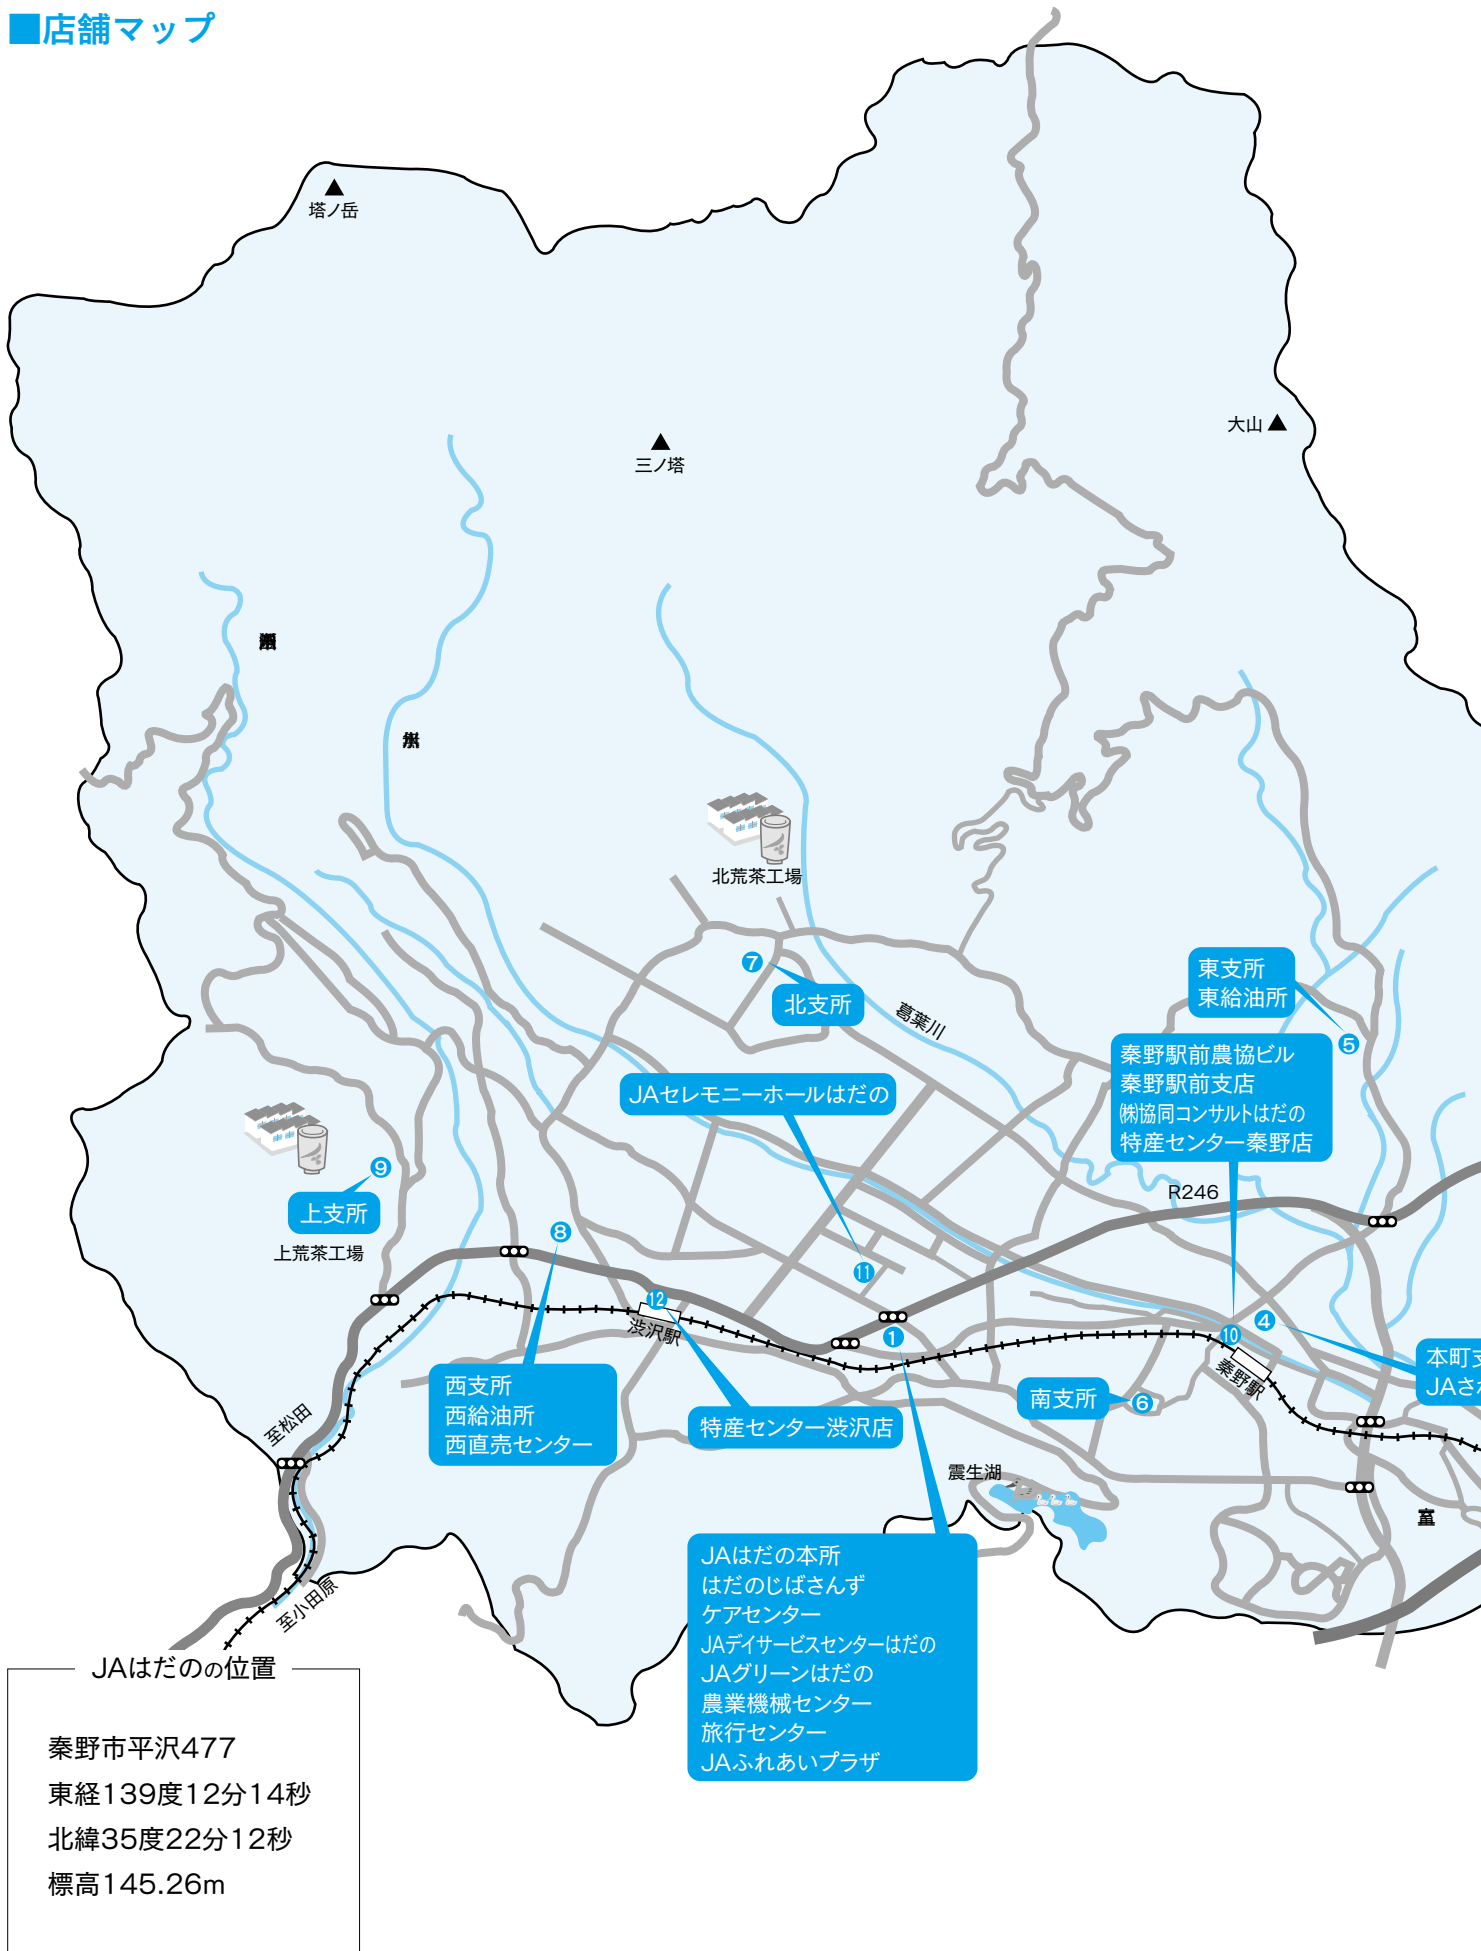 ■店舗マップ
塔ノ岳
大山
三ノ塔
北荒茶工場
⑦
北支所
葛葉川
東支所
東給油所
⑤
秦野駅前農協ビル
秦野駅前支店
㈱協同コンサルトはだの
特産センター秦野店
JAセレモニーホールはだの
⑨
上支所
上荒茶工場
R246
⑧
⑪
⑫
渋沢駅
①
⑩
④
秦野駅
本町支
JAさ
西支所
西給油所
西直売センター
特産センター渋沢店
南支所
⑥
至松田
震生湖
至小田原
JAはだの本所
はだのじばさんず
ケアセンター
JAデイサービスセンターはだの
JAグリーンはだの
農業機械センター
旅行センター
JAふれあいプラザ
JAはだのの位置
秦野市平沢477
東経139度12分14秒
北緯35度22分12秒
標高145.26m